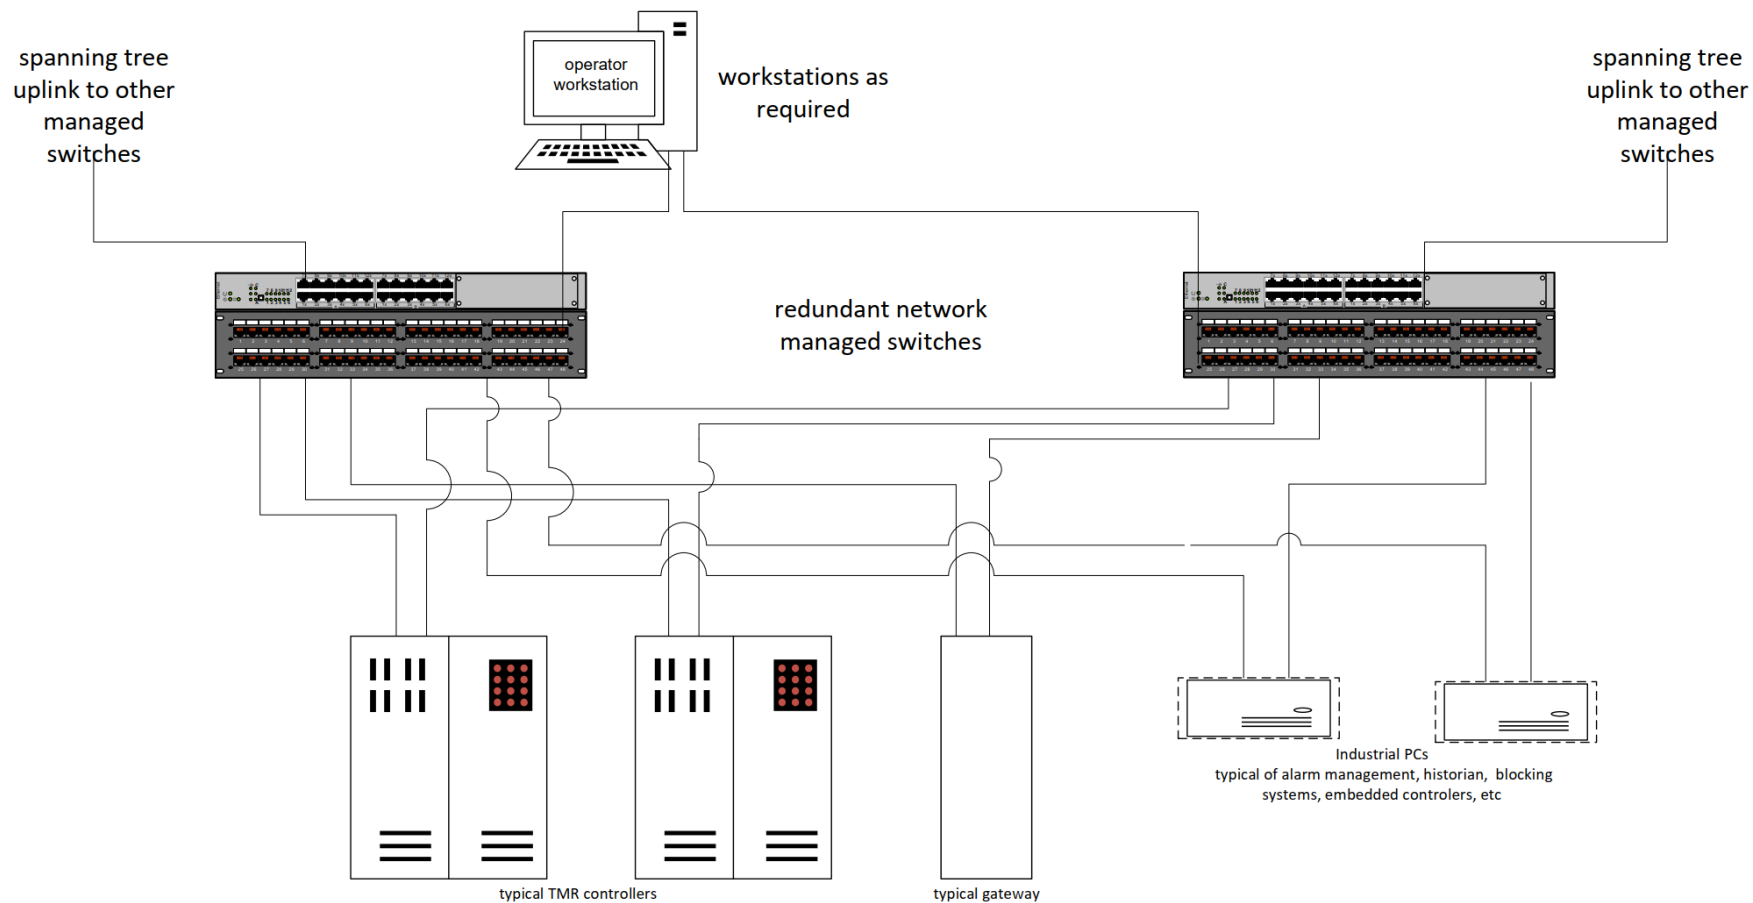 spanning tree
uplink to other
managed
switches
operator
workstation
workstations as
required
spanning tree
uplink to other
managed
switches
redundant network
managed switches
Industrial PCs
typical of alarm management, historian, blocking
systems, embedded controlers, etc
typical TMR controllers
typical gateway